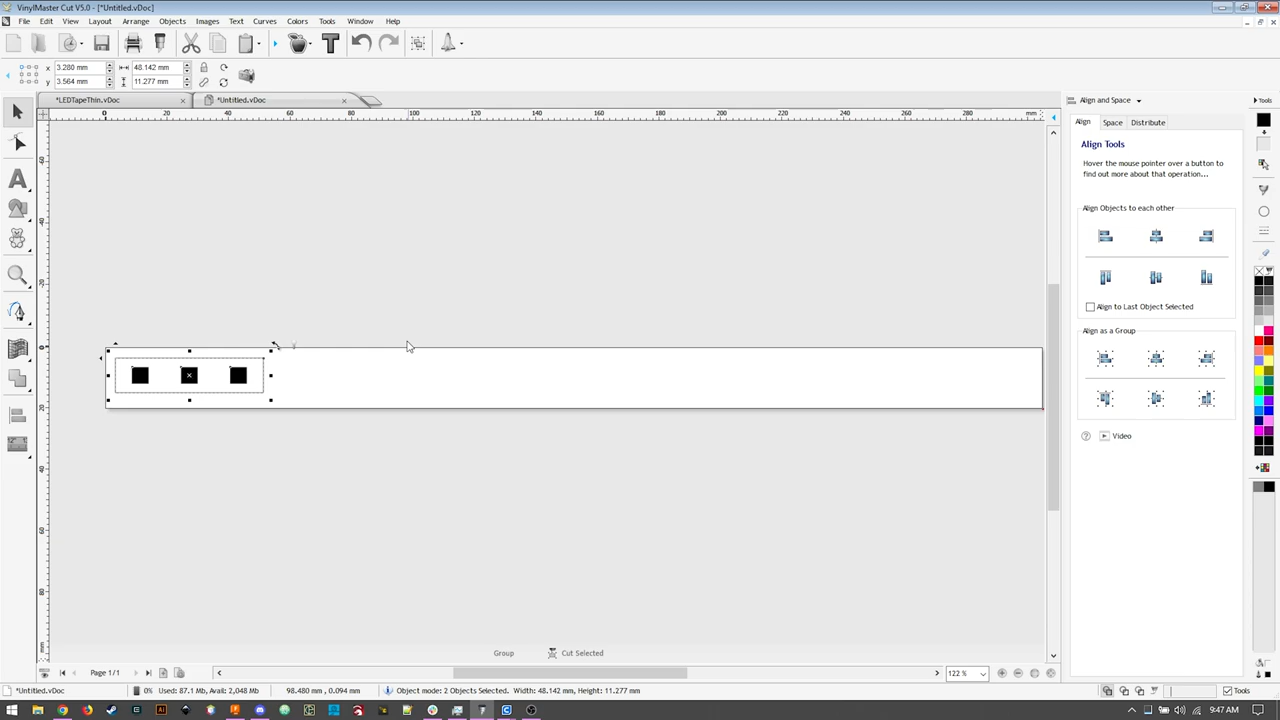 VinylMaster Cut V5.0 - [*Untitled.vDoc]
File Edit View Layout Arrange Objects Images Text Curves Colors Tools Window Help
x 3.280 mm 48.142 mm
y 3.564 mm 11.277 mm
*LEDTapeThin.vDoc *Untitled.vDoc
0 20 40 60 80 100 120 140 160 180 200 220 240 260 280 mm
0 20 40 60 80 mm
Align and Space
Tools
Align Space Distribute
Align Tools
Hover the mouse pointer over a button to
find out more about that operation...
Align Objects to each other
Align to Last Object Selected
Align as a Group
Video
Group Cut Selected
Page 1/1 122 %
*Untitled.vDoc 0% Used: 87.1 Mb, Avail: 2,048 Mb 98.480 mm , 0.094 mm Object mode: 2 Objects Selected. Width: 48.142 mm, Height: 11.277 mm Tools
9:47 AM